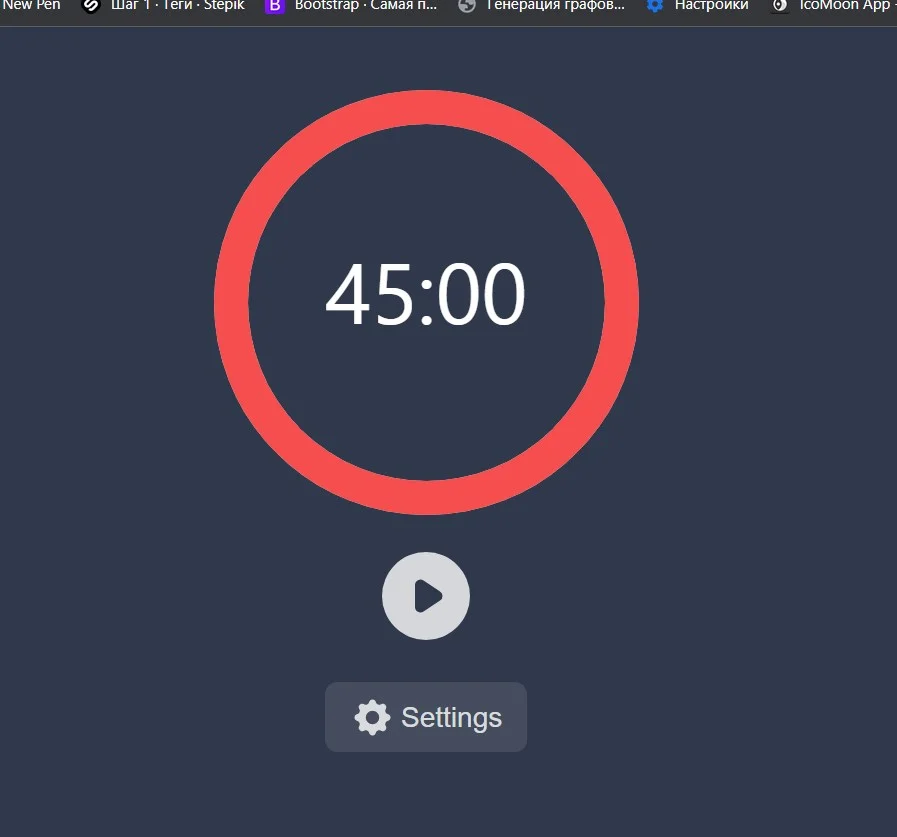 New Pen Шаг 1 · Теги · Stepik B Bootstrap · Самая п... Генерация графов... Настройки IcoMoon App -
45:00
Settings